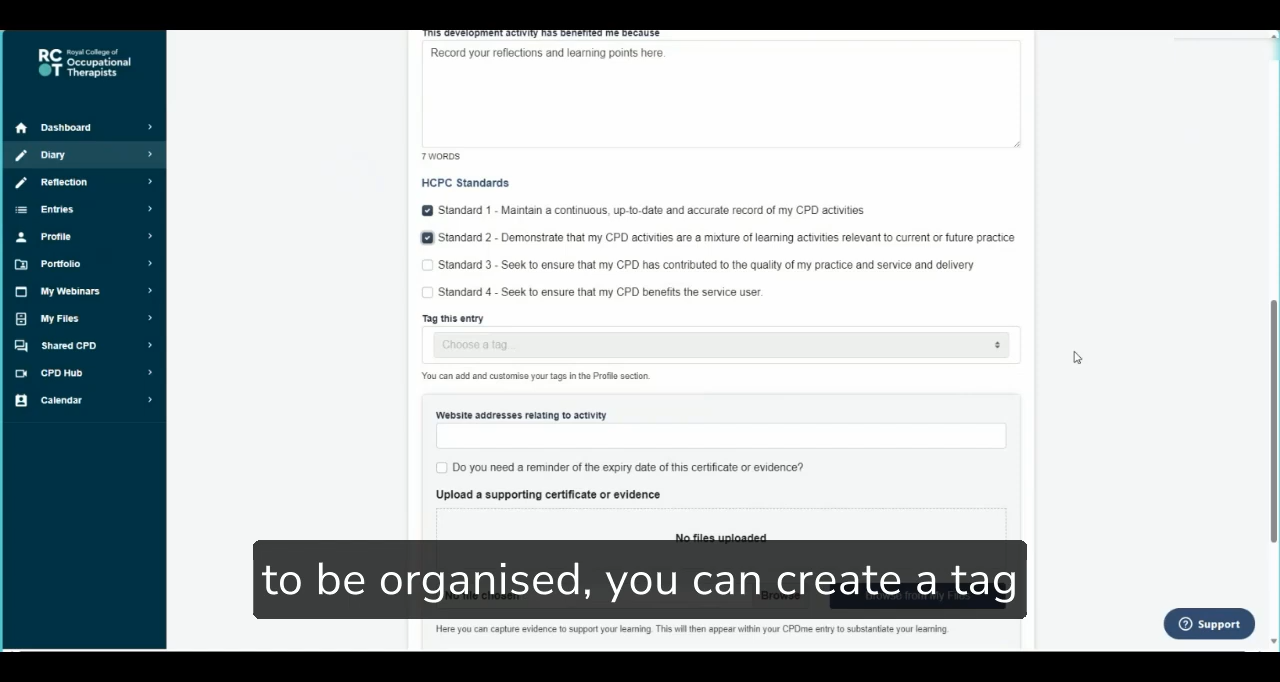 Royal College of
RCOT Occupational
Therapists
Dashboard
Diary
Reflection
Entries
Profile
Portfolio
My Webinars
My Files
Shared CPD
CPD Hub
Calendar
This development activity has benefited me because
Record your reflections and learning points here.
7 WORDS
HCPC Standards
Standard 1 - Maintain a continuous, up-to-date and accurate record of my CPD activities
Standard 2 - Demonstrate that my CPD activities are a mixture of learning activities relevant to current or future practice
Standard 3 - Seek to ensure that my CPD has contributed to the quality of my practice and service and delivery
Standard 4 - Seek to ensure that my CPD benefits the service user.
Tag this entry
Choose a tag...
You can add and customise your tags in the Profile section.
Website addresses relating to activity
Do you need a reminder of the expiry date of this certificate or evidence?
Upload a supporting certificate or evidence
No files uploaded
to be organised, you can create a tag
No file chosen Browse Browse from My Files
Here you can capture evidence to support your learning. This will then appear within your CPDme entry to substantiate your learning.
Support